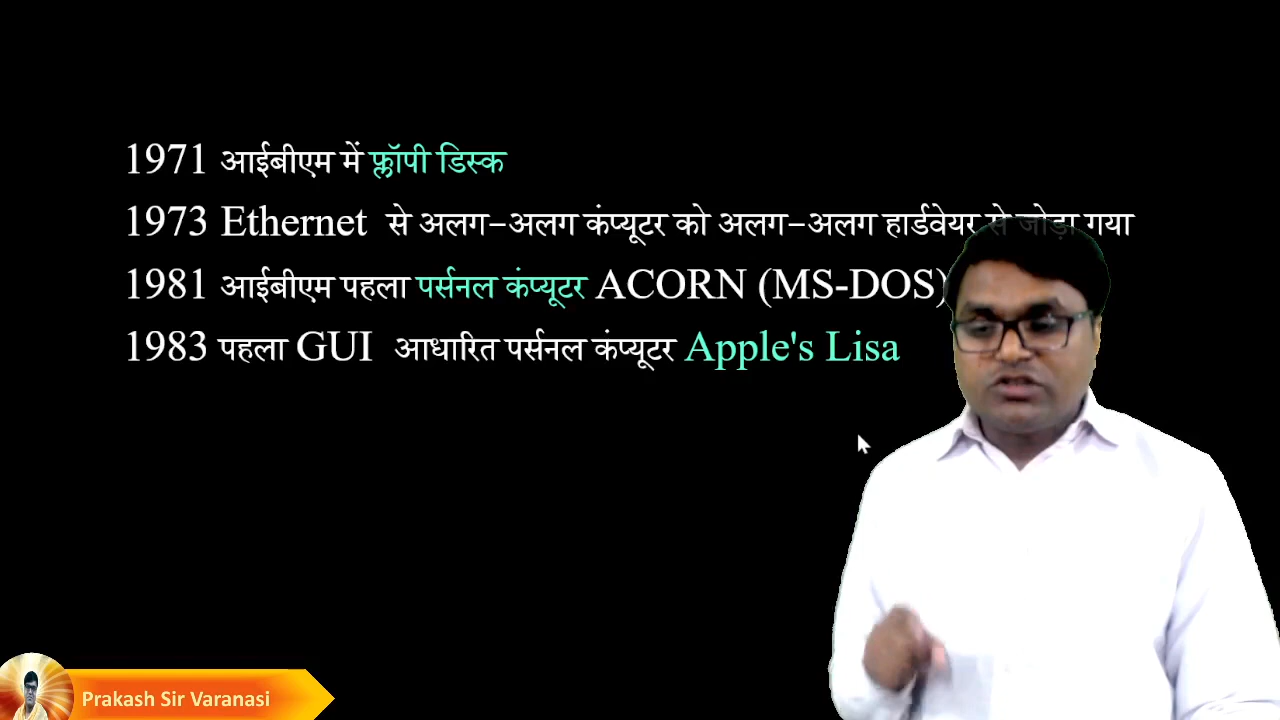 1971 आईबीएम में फ़्लॉपी डिस्क
1973 Ethernet से अलग-अलग कंप्यूटर को अलग-अलग हार्डवेयर से जोड़ा गया
1981 आईबीएम पहला पर्सनल कंप्यूटर ACORN (MS-DOS)
1983 पहला GUI आधारित पर्सनल कंप्यूटर Apple's Lisa
Prakash Sir Varanasi